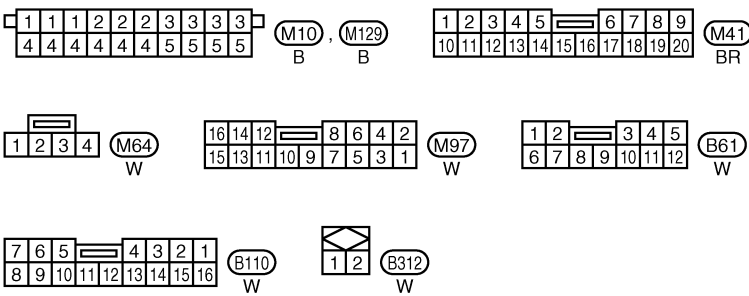 1 1 1 2 2 2 3 3 3 3
4 4 4 4 4 4 5 5 5 5
M10 , M129
B B
1 2 3 4 5 6 7 8 9
10 11 12 13 14 15 16 17 18 19 20
M41
BR
1 2 3 4
M64
W
16 14 12 8 6 4 2
15 13 11 10 9 7 5 3 1
M97
W
1 2 3 4 5
6 7 8 9 10 11 12
B61
W
7 6 5 4 3 2 1
8 9 10 11 12 13 14 15 16
B110
W
1 2
B312
W